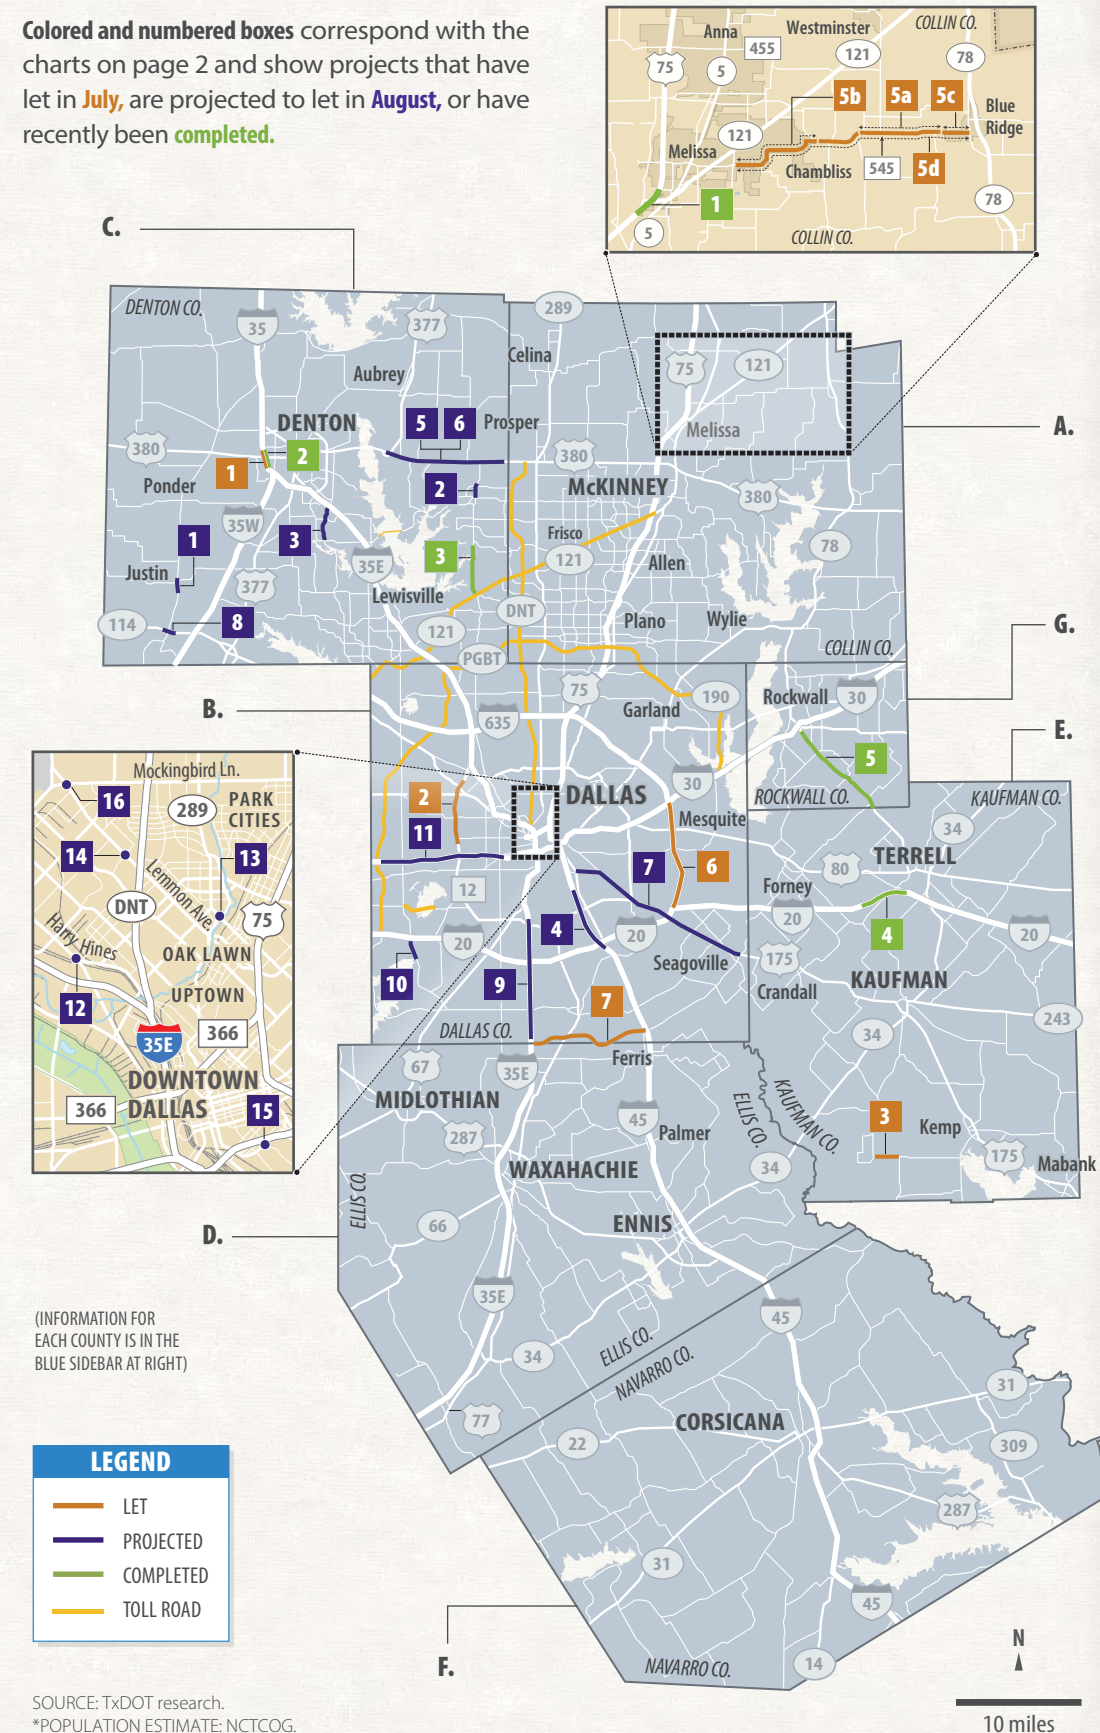 Colored and numbered boxes correspond with the
charts on page 2 and show projects that have
let in July, are projected to let in August, or have
recently been completed.
COLLIN CO.
Anna
Westminster
455
121
75
5
78
5b
5a
5c
Blue
Ridge
121
Melissa
Chambliss
545
5d
1
78
5
COLLIN CO.
C.
DENTON CO.
289
35
377
Celina
75
121
Aubrey
DENTON
5
6
Prosper
Melissa
A.
380
1
2
380
Ponder
2
McKINNEY
380
35W
3
Frisco
1
121
78
3
Justin
35E
Allen
377
Lewisville
DNT
114
8
121
Plano
Wylie
G.
PGBT
COLLIN CO.
B.
75
190
Rockwall
30
635
Garland
E.
5
Mockingbird Ln.
30
2
DALLAS
ROCKWALL CO.
KAUFMAN CO.
16
289
PARK
CITIES
Mesquite
34
11
14
13
80
TERRELL
7
6
Lemmon Ave.
12
Forney
DNT
75
20
4
20
20
4
20
Harry Hines
OAK LAWN
Seagoville
175
10
9
KAUFMAN
12
UPTOWN
Crandall
7
366
243
35E
DALLAS CO.
34
Ferris
67
35E
DOWNTOWN
DALLAS
MIDLOTHIAN
ELLIS CO.
KAUFMAN CO.
366
15
45
3
Kemp
287
Palmer
175
Mabank
WAXAHACHIE
34
ELLIS CO.
66
ENNIS
D.
35E
45
(INFORMATION FOR
EACH COUNTY IS IN THE
BLUE SIDEBAR AT RIGHT)
ELLIS CO.
34
NAVARRO CO.
31
77
CORSICANA
22
309
LEGEND
LET
287
PROJECTED
31
COMPLETED
45
TOLL ROAD
F.
N
NAVARRO CO.
14
SOURCE: TxDOT research.
*POPULATION ESTIMATE: NCTCOG.
10 miles